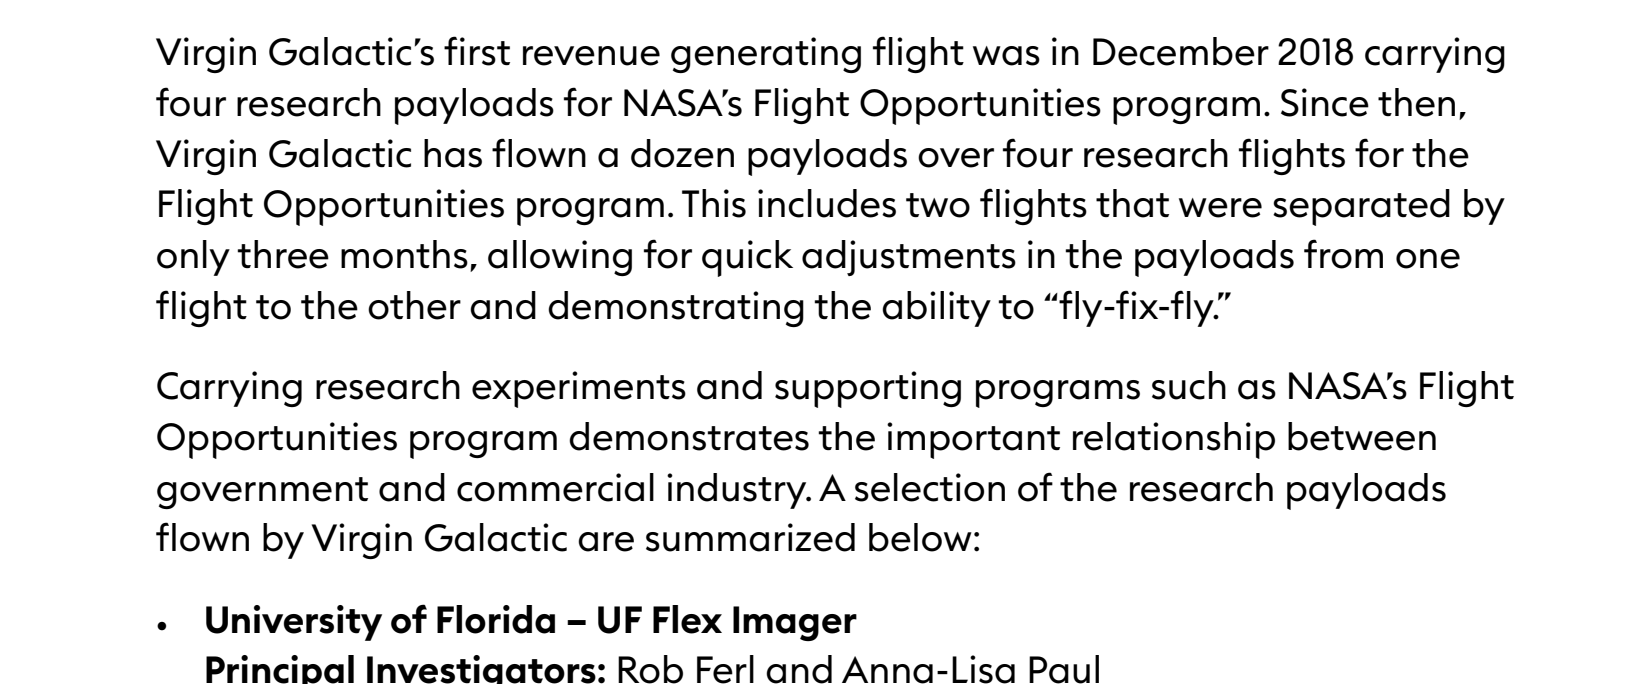 Virgin Galactic’s first revenue generating flight was in December 2018 carrying
four research payloads for NASA’s Flight Opportunities program. Since then,
Virgin Galactic has flown a dozen payloads over four research flights for the
Flight Opportunities program. This includes two flights that were separated by
only three months, allowing for quick adjustments in the payloads from one
flight to the other and demonstrating the ability to “fly-fix-fly.”
Carrying research experiments and supporting programs such as NASA’s Flight
Opportunities program demonstrates the important relationship between
government and commercial industry. A selection of the research payloads
flown by Virgin Galactic are summarized below:
• University of Florida – UF Flex Imager
Principal Investigators: Rob Ferl and Anna-Lisa Paul